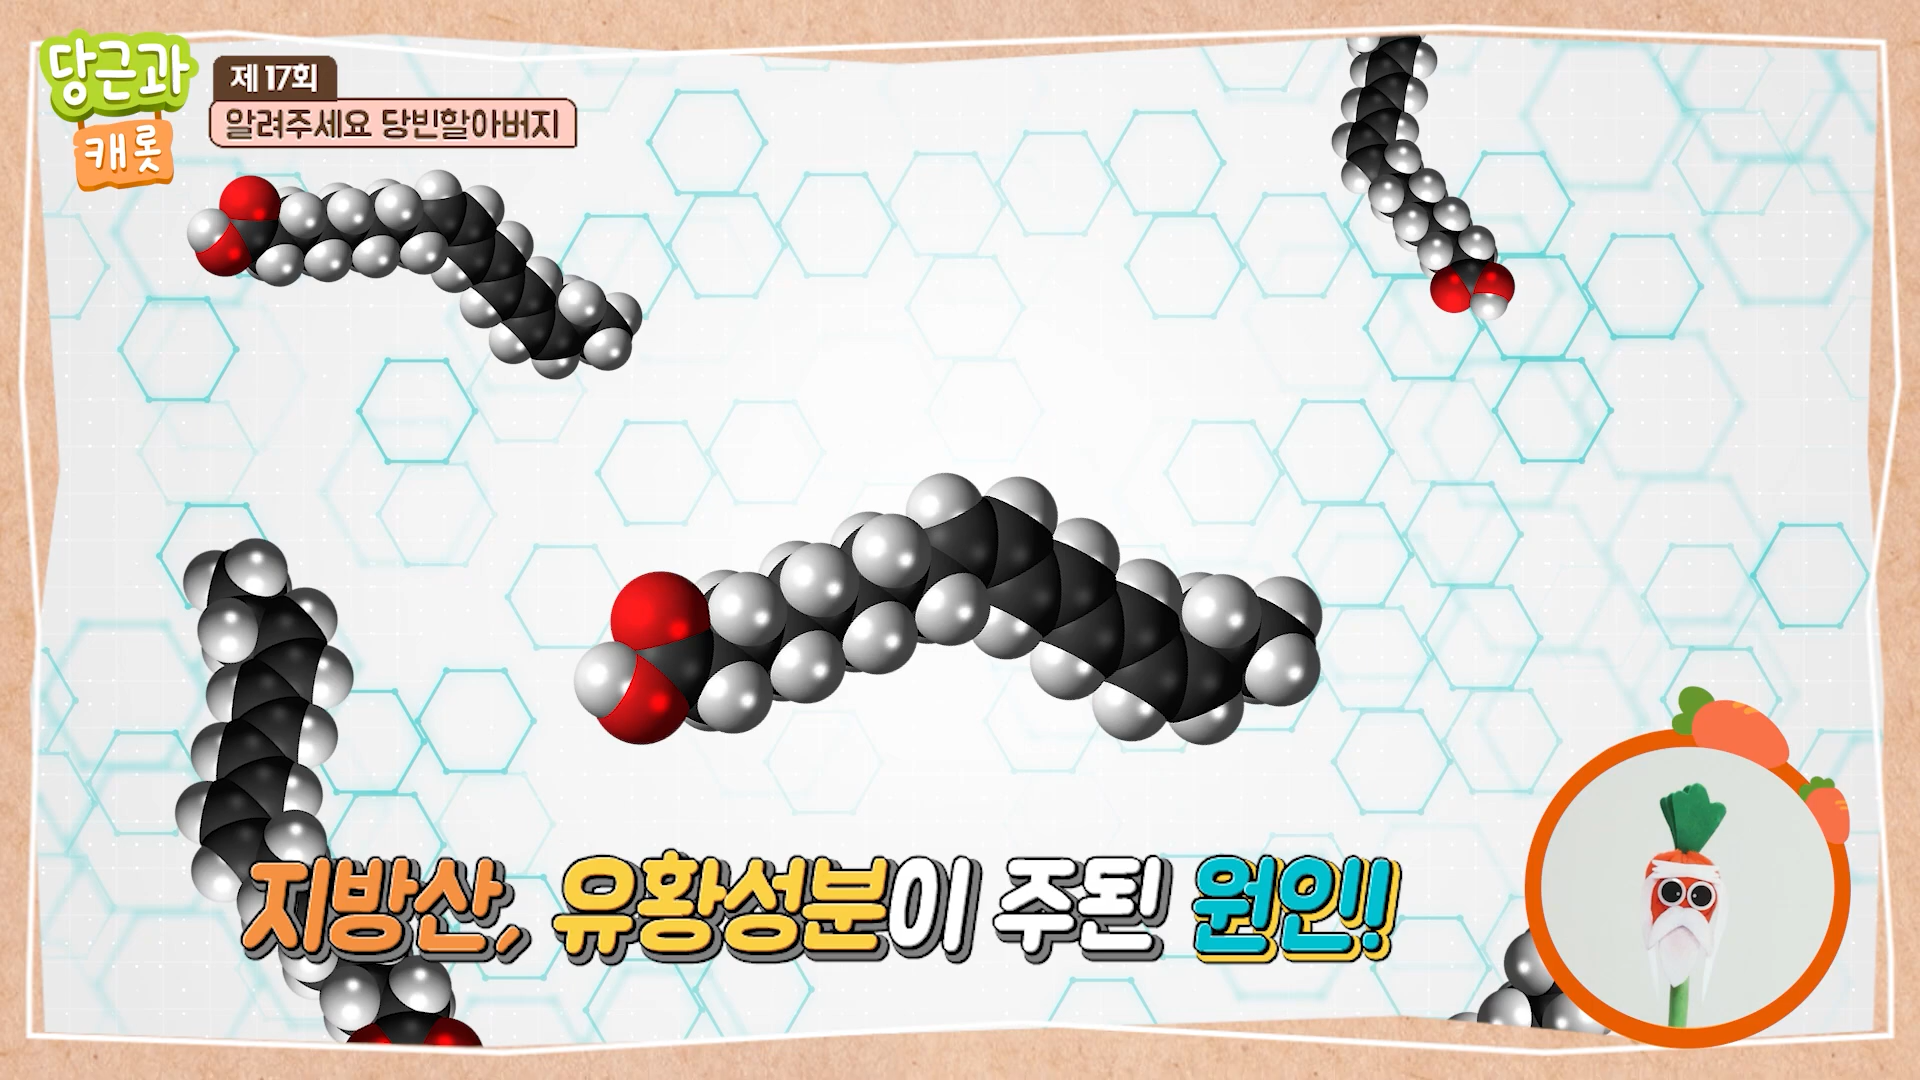 당근과
캐롯
제 17회
알려주세요 당빈할아버지
지방산, 유황성분이 주된 원인!